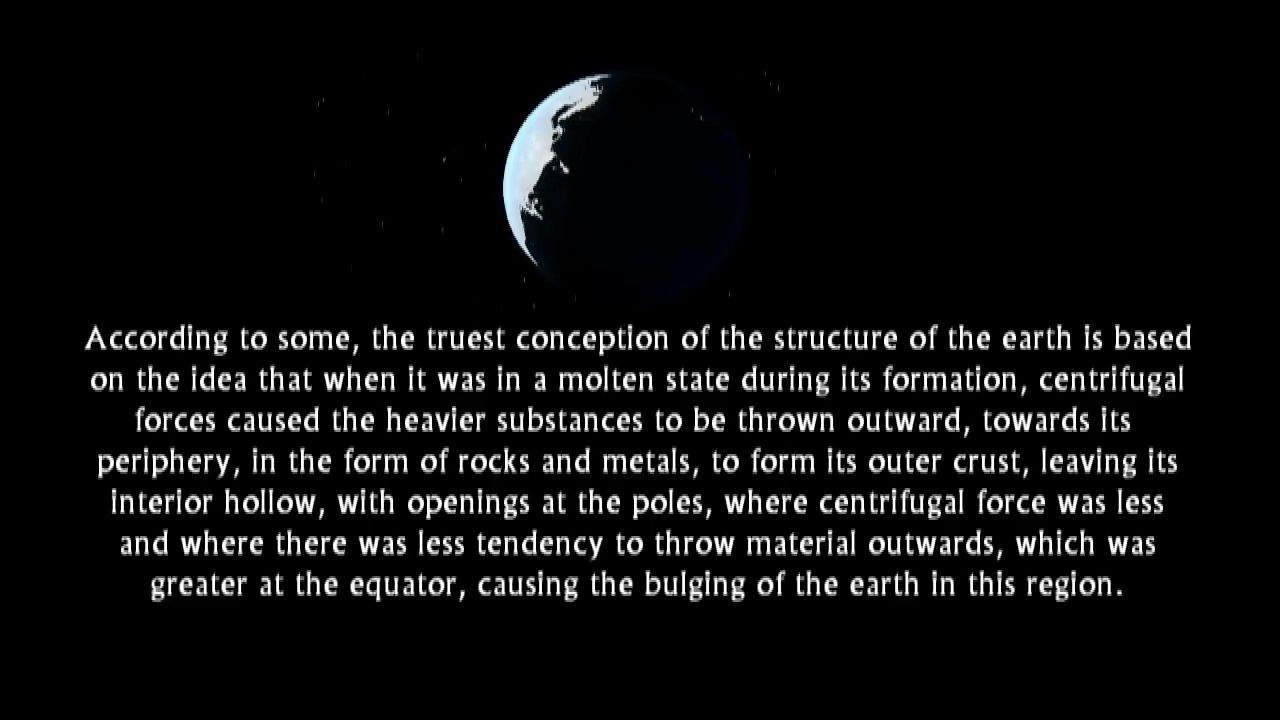 According to some, the truest conception of the structure of the earth is based
on the idea that when it was in a molten state during its formation, centrifugal
forces caused the heavier substances to be thrown outward, towards its
periphery, in the form of rocks and metals, to form its outer crust, leaving its
interior hollow, with openings at the poles, where centrifugal force was less
and where there was less tendency to throw material outwards, which was
greater at the equator, causing the bulging of the earth in this region.